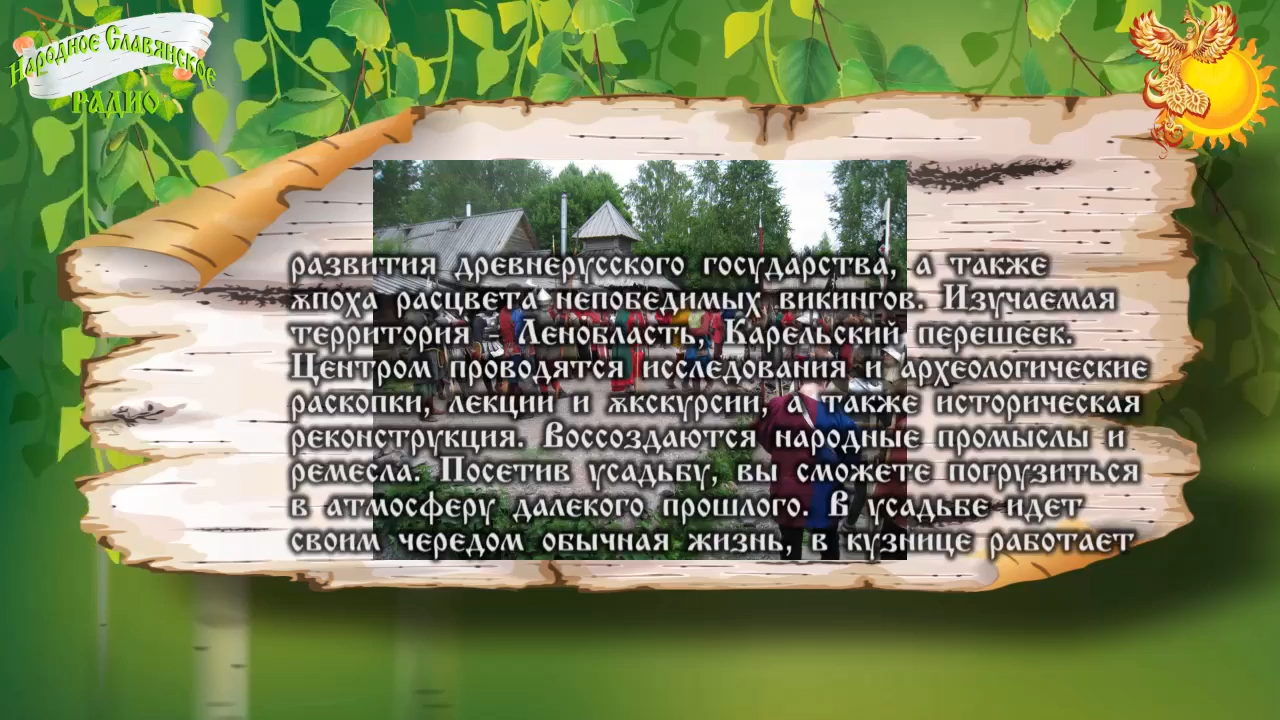 Народное Славянское
РАДИО
развития древнерусского государства, а также
ѫпоха расцвета непобедимых викингов. Изучаемая
территория Ленобласть, Карельский перешеек.
Центром проводятся исследования и археологические
раскопки, лекции и ѫкскурсии, а также историческая
реконструкция. Воссоздаются народные промыслы и
ремесла. Посетив усадьбу, вы сможете погрузиться
в атмосферу далекого прошлого. В усадьбе идет
своим чередом обычная жизнь, в кузнице работает